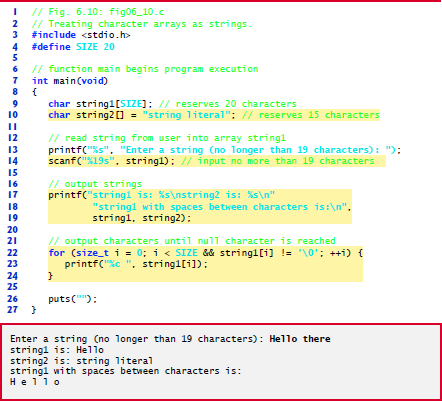 1 // Fig. 6.10: fig06_10.c
2 // Treating character arrays as strings.
3 #include <stdio.h>
4 #define SIZE 20
5
6 // function main begins program execution
7 int main(void)
8 {
9 char string1[SIZE]; // reserves 20 characters
10 char string2[] = "string literal"; // reserves 15 characters
11
12 // read string from user into array string1
13 printf("%s", "Enter a string (no longer than 19 characters): ");
14 scanf("%19s", string1); // input no more than 19 characters
15
16 // output strings
17 printf("string1 is: %s\nstring2 is: %s\n"
18 "string1 with spaces between characters is:\n",
19 string1, string2);
20
21 // output characters until null character is reached
22 for (size_t i = 0; i < SIZE && string1[i] != '\0'; ++i) {
23 printf("%c ", string1[i]);
24 }
25
26 puts("");
27 }
Enter a string (no longer than 19 characters): Hello there
string1 is: Hello
string2 is: string literal
string1 with spaces between characters is:
H e l l o